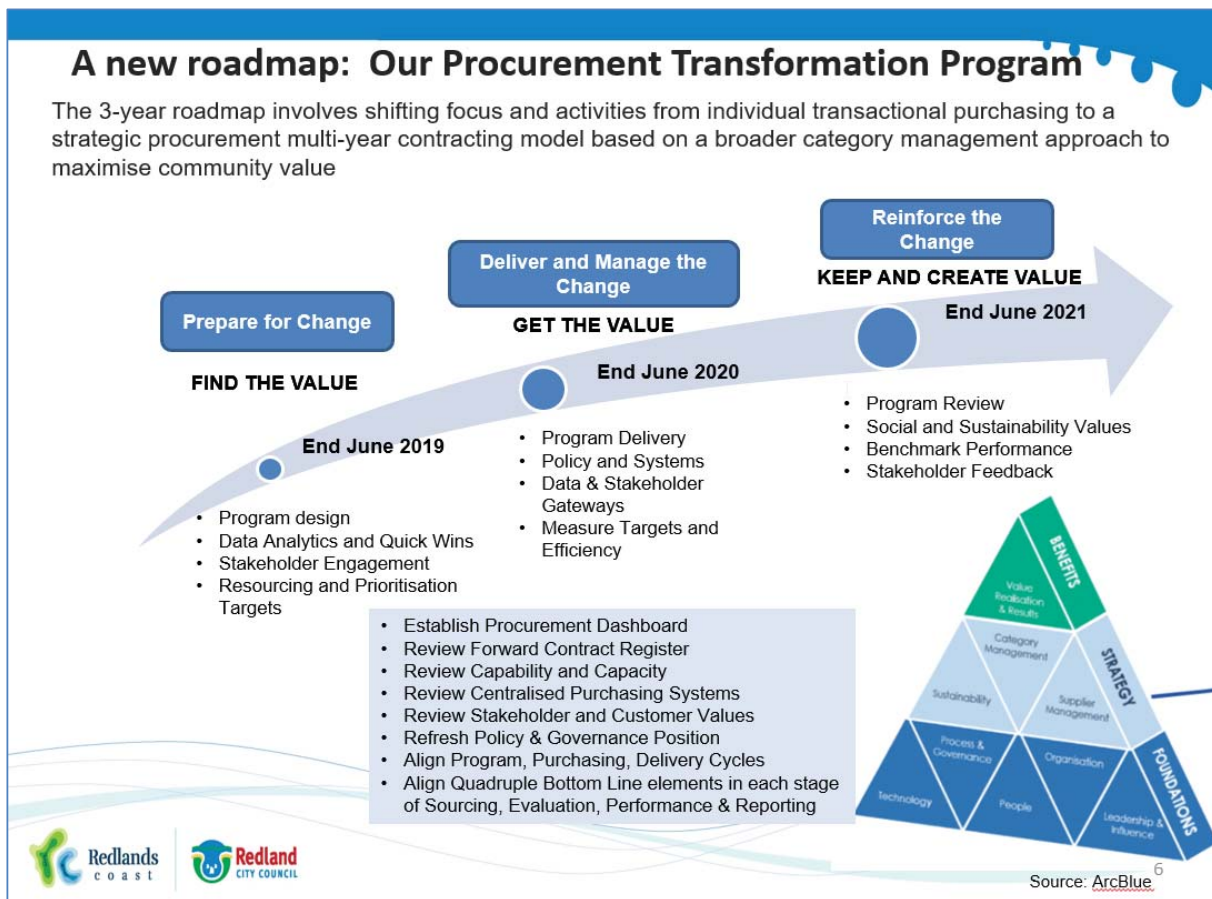 A new roadmap:  Our Procurement Transformation Program
The 3-year roadmap involves shifting focus and activities from individual transactional purchasing to a
strategic procurement multi-year contracting model based on a broader category management approach to
maximise community value
Prepare for Change
FIND THE VALUE
End June 2019
• Program design
• Data Analytics and Quick Wins
• Stakeholder Engagement
• Resourcing and Prioritisation
Targets
Deliver and Manage the
Change
GET THE VALUE
End June 2020
• Program Delivery
• Policy and Systems
• Data & Stakeholder
Gateways
• Measure Targets and
Efficiency
Reinforce the
Change
KEEP AND CREATE VALUE
End June 2021
• Program Review
• Social and Sustainability Values
• Benchmark Performance
• Stakeholder Feedback
• Establish Procurement Dashboard
• Review Forward Contract Register
• Review Capability and Capacity
• Review Centralised Purchasing Systems
• Review Stakeholder and Customer Values
• Refresh Policy & Governance Position
• Align Program, Purchasing, Delivery Cycles
• Align Quadruple Bottom Line elements in each stage
of Sourcing, Evaluation, Performance & Reporting
BENEFITS
Value
Realisation
& Results
STRATEGY
Category
Management
Sustainability
Supplier
Management
FOUNDATIONS
Process &
Governance
Organisation
Technology
People
Leadership &
Influence
Redlands
coast
Redland
CITY COUNCIL
Source: ArcBlue
6